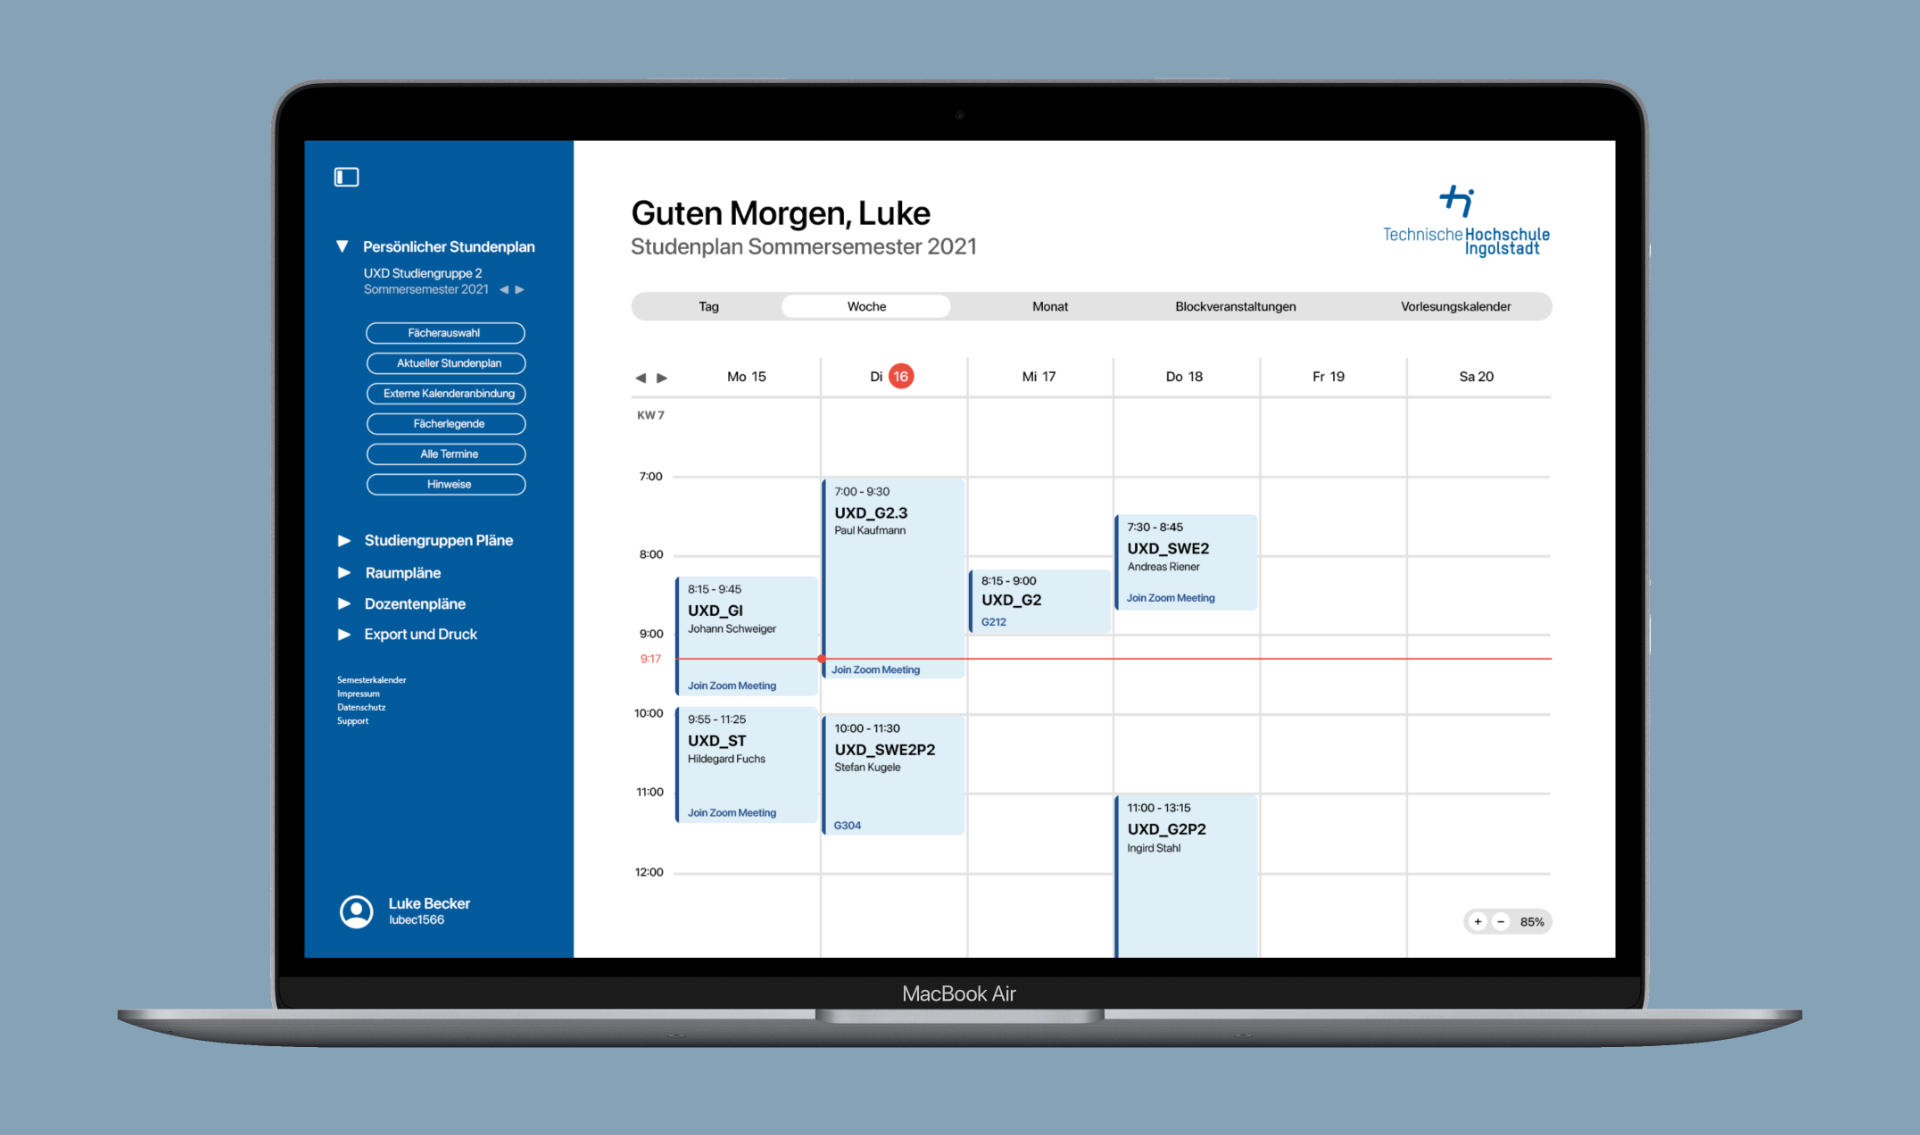 Persönlicher Stundenplan
UXD Studiengruppe 2
Sommersemester 2021
Fächerauswahl
Aktueller Stundenplan
Externe Kalenderanbindung
Fächerlegende
Alle Termine
Hinweise
Studiengruppen Pläne
Raumpläne
Dozentenpläne
Export und Druck
Semesterkalender
Impressum
Datenschutz
Support
Luke Becker
lubec1566
Guten Morgen, Luke
Studenplan Sommersemester 2021
Technische Hochschule
Ingolstadt
Tag Woche Monat Blockveranstaltungen Vorlesungskalender
Mo 15 Di 16 Mi 17 Do 18 Fr 19 Sa 20
KW 7
7:00
8:00
9:00
9:17
10:00
11:00
12:00
8:15 - 9:45
UXD_GI
Johann Schweiger
Join Zoom Meeting
9:55 - 11:25
UXD_ST
Hildegard Fuchs
Join Zoom Meeting
7:00 - 9:30
UXD_G2.3
Paul Kaufmann
Join Zoom Meeting
10:00 - 11:30
UXD_SWE2P2
Stefan Kugele
G304
8:15 - 9:00
UXD_G2
G212
7:30 - 8:45
UXD_SWE2
Andreas Riener
Join Zoom Meeting
11:00 - 13:15
UXD_G2P2
Ingird Stahl
+ − 85%
MacBook Air